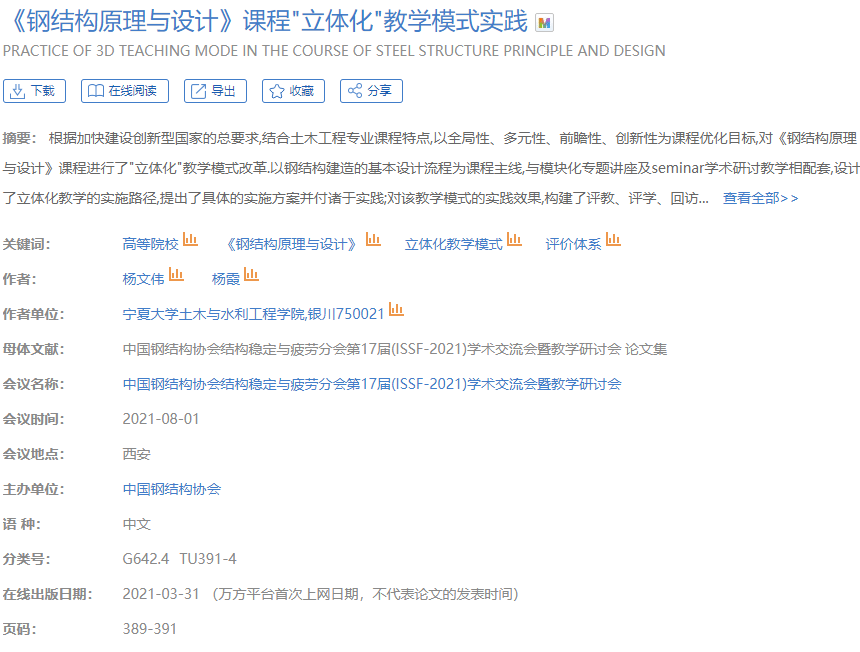 《钢结构原理与设计》课程"立体化"教学模式实践 M
PRACTICE OF 3D TEACHING MODE IN THE COURSE OF STEEL STRUCTURE PRINCIPLE AND DESIGN
下载 在线阅读 导出 收藏 分享
摘要： 根据加快建设创新型国家的总要求,结合土木工程专业课程特点,以全局性、多元性、前瞻性、创新性为课程优化目标,对《钢结构原理
与设计》课程进行了"立体化"教学模式改革.以钢结构建造的基本设计流程为课程主线,与模块化专题讲座及seminar学术研讨教学相配套,设计
了立体化教学的实施路径,提出了具体的实施方案并付诸于实践;对该教学模式的实践效果,构建了评教、评学、回访... 查看全部>>
关键词： 高等院校 《钢结构原理与设计》 立体化教学模式 评价体系
作者： 杨文伟 杨霞
作者单位： 宁夏大学土木与水利工程学院,银川750021
母体文献： 中国钢结构协会结构稳定与疲劳分会第17届(ISSF-2021)学术交流会暨教学研讨会 论文集
会议名称： 中国钢结构协会结构稳定与疲劳分会第17届(ISSF-2021)学术交流会暨教学研讨会
会议时间： 2021-08-01
会议地点： 西安
主办单位： 中国钢结构协会
语 种： 中文
分类号： G642.4 TU391-4
在线出版日期： 2021-03-31 （万方平台首次上网日期，不代表论文的发表时间）
页码： 389-391